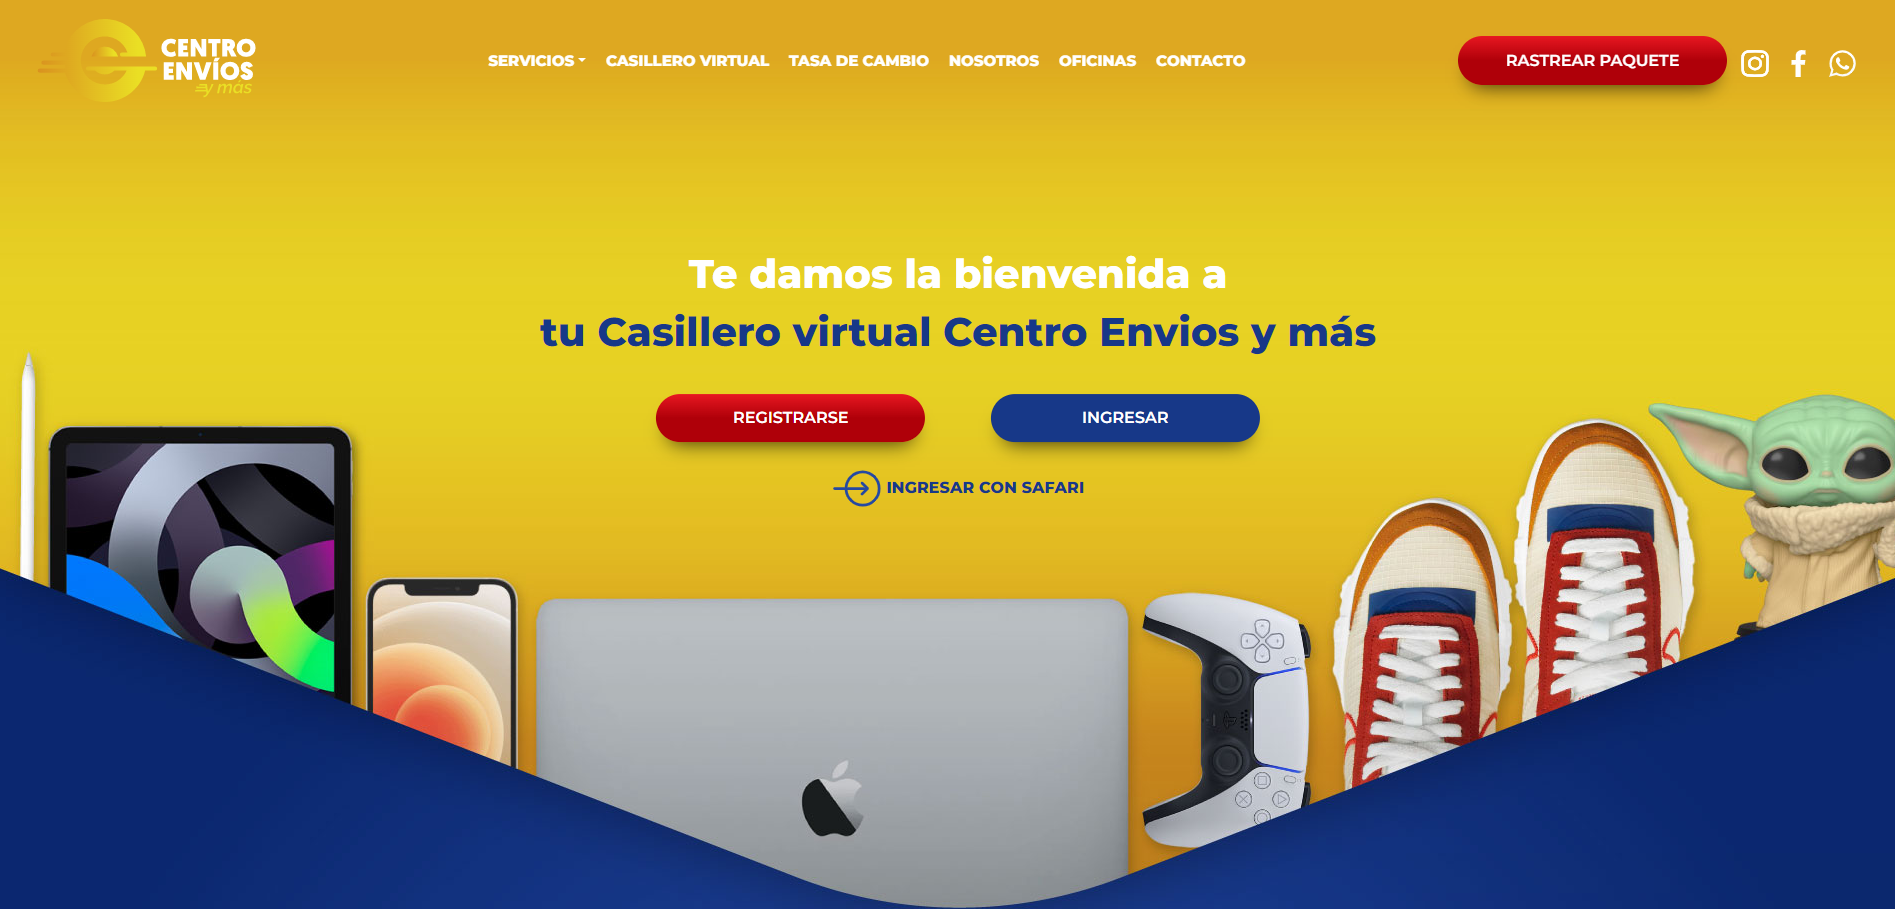 CENTRO
ENVÍOS
y más
SERVICIOS
CASILLERO VIRTUAL
TASA DE CAMBIO
NOSOTROS
OFICINAS
CONTACTO
RASTREAR PAQUETE
Te damos la bienvenida a
tu Casillero virtual Centro Envios y más
REGISTRARSE
INGRESAR
INGRESAR CON SAFARI